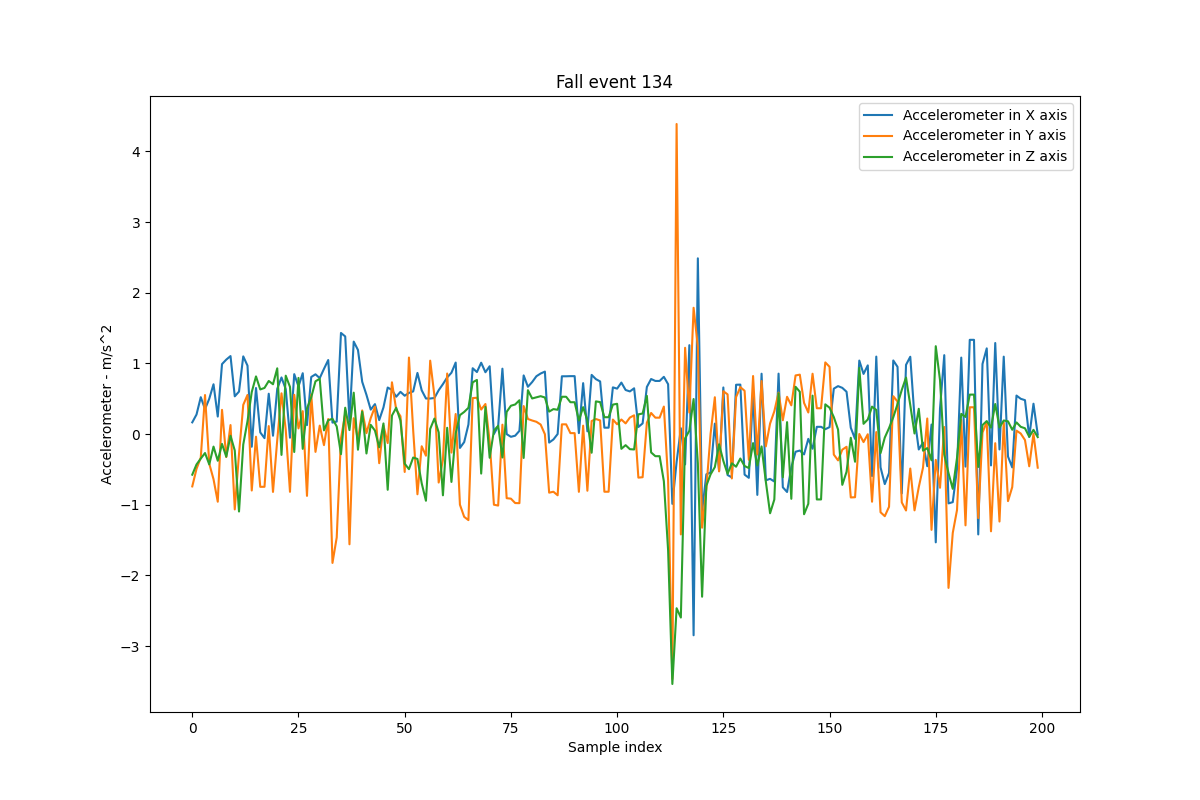 Fall event 134
Accelerometer in X axis
Accelerometer in Y axis
Accelerometer in Z axis
Accelerometer - m/s^2
4
3
2
1
0
−1
−2
−3
0
25
50
75
100
125
150
175
200
Sample index